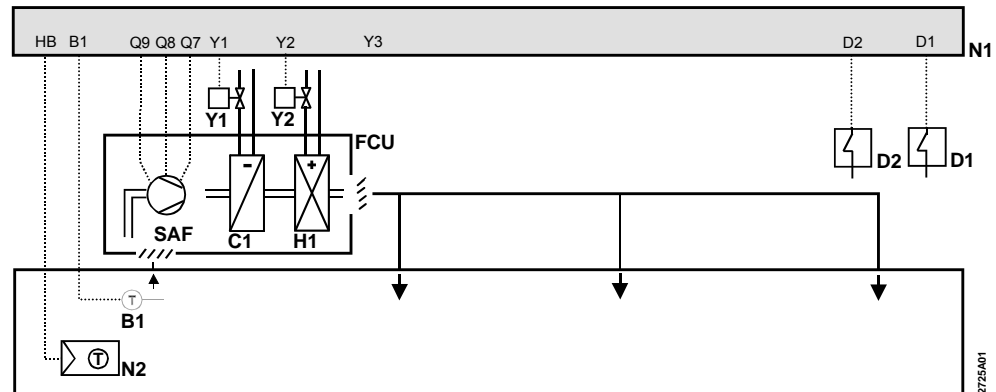 HB B1 Q9 Q8 Q7 Y1 Y2 Y3 D2 D1
N1
Y1 Y2
FCU
D2 D1
- +
SAF C1 H1
T
B1
T
N2
2725A01